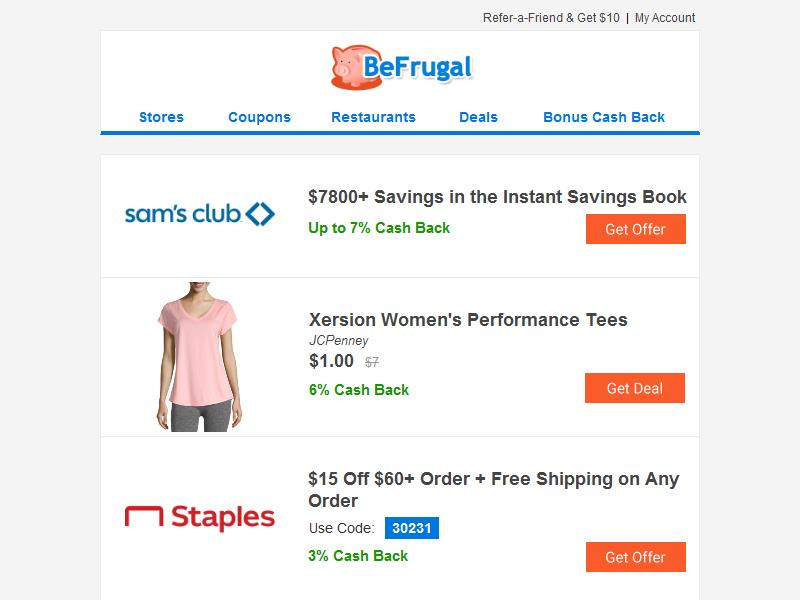 Refer-a-Friend & Get $10 | My Account
BeFrugal
Stores Coupons Restaurants Deals Bonus Cash Back
sam's club
$7800+ Savings in the Instant Savings Book
Up to 7% Cash Back
Get Offer
Xersion Women's Performance Tees
JCPenney
$1.00 $7
6% Cash Back
Get Deal
Staples
$15 Off $60+ Order + Free Shipping on Any
Order
Use Code: 30231
3% Cash Back
Get Offer